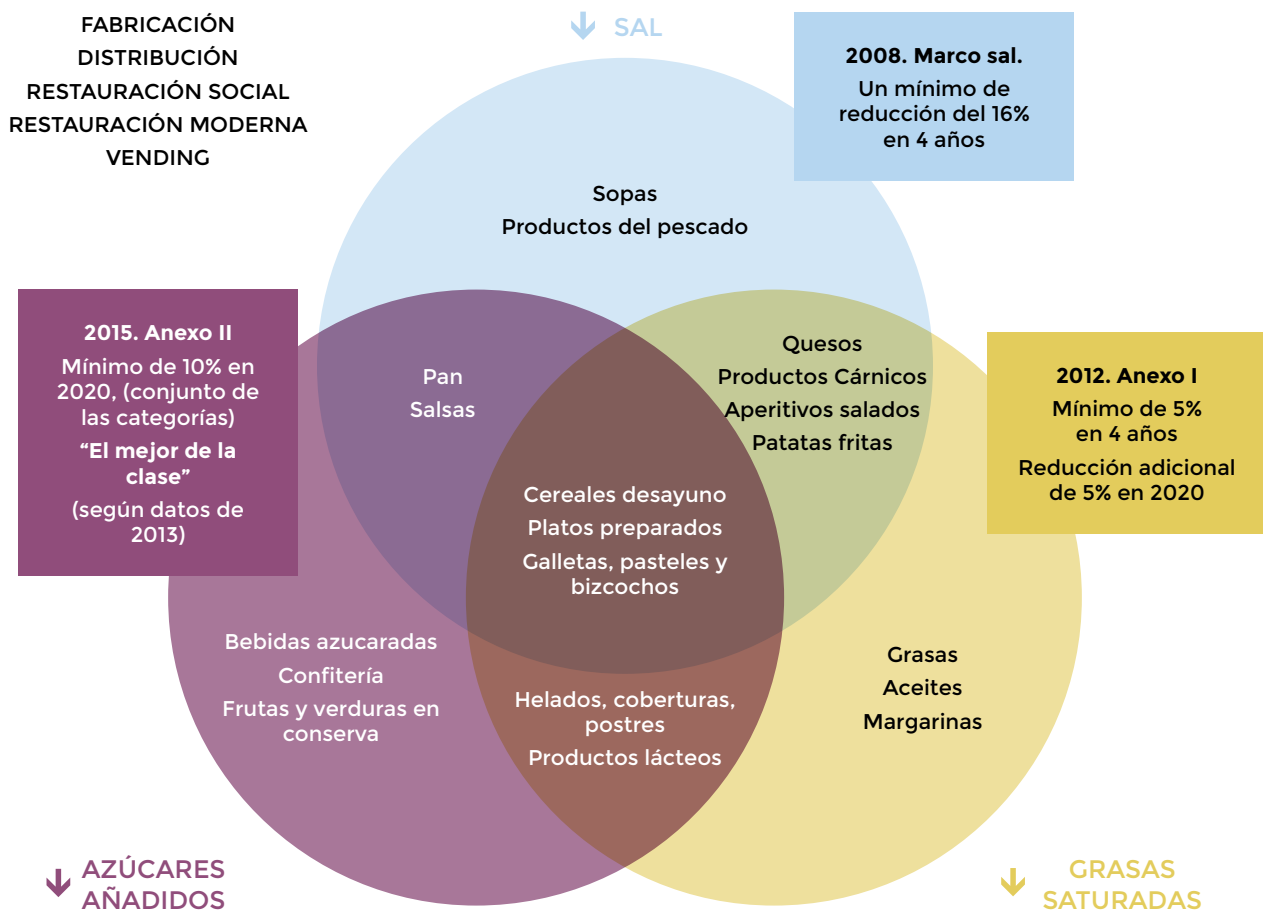 FABRICACIÓN
DISTRIBUCIÓN
RESTAURACIÓN SOCIAL
RESTAURACIÓN MODERNA
VENDING
↓ SAL
2008. Marco sal.
Un mínimo de
reducción del 16%
en 4 años
Sopas
Productos del pescado
2015. Anexo II
Mínimo de 10% en
2020, (conjunto de
las categorías)
“El mejor de la
clase”
(según datos de
2013)
Pan
Salsas
Quesos
Productos Cárnicos
Aperitivos salados
Patatas fritas
2012. Anexo I
Mínimo de 5%
en 4 años
Reducción adicional
de 5% en 2020
Cereales desayuno
Platos preparados
Galletas, pasteles y
bizcochos
Bebidas azucaradas
Confitería
Frutas y verduras en
conserva
Helados, coberturas,
postres
Productos lácteos
Grasas
Aceites
Margarinas
↓ AZÚCARES
AÑADIDOS
↓ GRASAS
SATURADAS